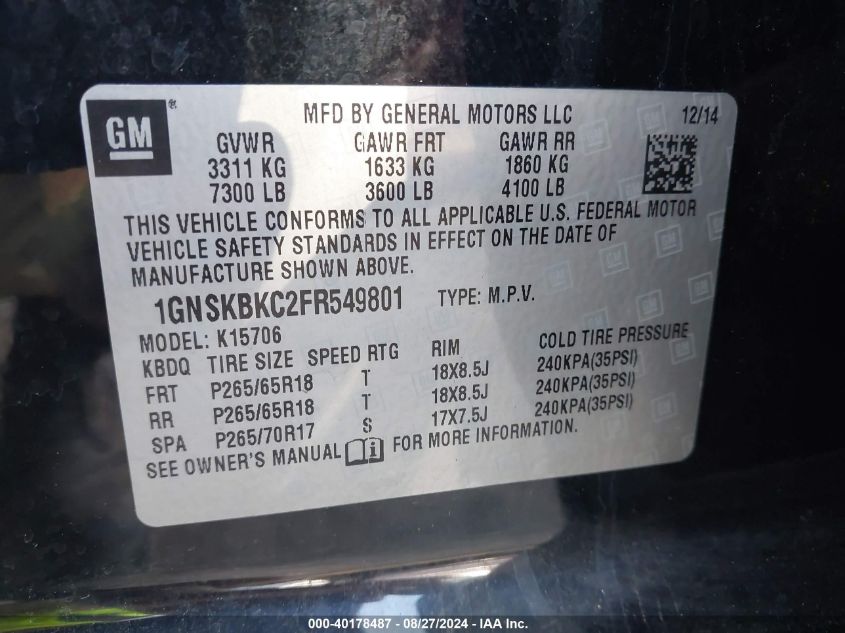 GM ® MFD BY GENERAL MOTORS LLC 12/14
GVWR GAWR FRT GAWR RR
3311 KG 1633 KG 1860 KG
7300 LB 3600 LB 4100 LB
THIS VEHICLE CONFORMS TO ALL APPLICABLE U.S. FEDERAL MOTOR
VEHICLE SAFETY STANDARDS IN EFFECT ON THE DATE OF
MANUFACTURE SHOWN ABOVE.
1GNSKBKC2FR549801 TYPE: M.P.V.
MODEL: K15706
KBDQ TIRE SIZE SPEED RTG RIM COLD TIRE PRESSURE
FRT P265/65R18 T 18X8.5J 240KPA(35PSI)
RR P265/65R18 T 18X8.5J 240KPA(35PSI)
SPA P265/70R17 S 17X7.5J 240KPA(35PSI)
SEE OWNER'S MANUAL i FOR MORE INFORMATION.
000-40178487 - 08/27/2024 - IAA Inc.